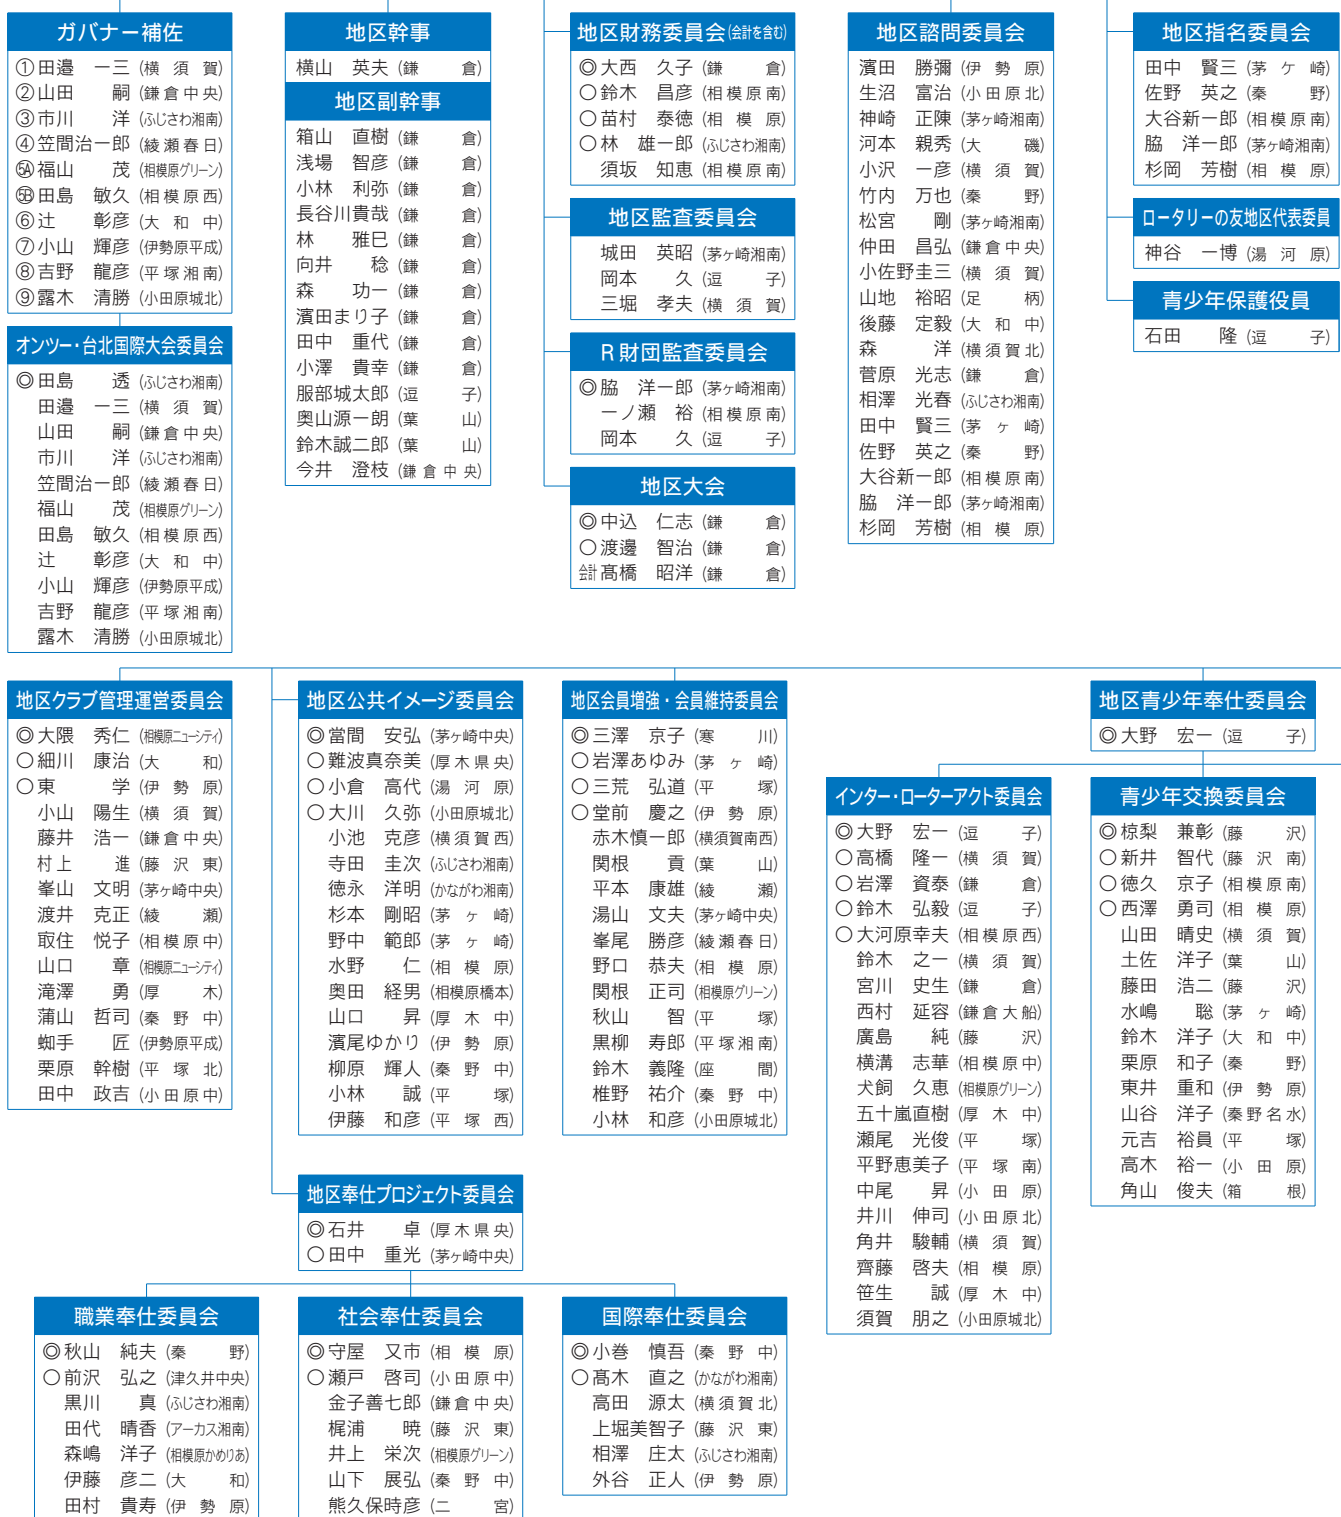 ガバナー補佐
①田邉　一三 (横須賀)
②山田　嗣 (鎌倉中央)
③市川　洋 (ふじさわ湘南)
④笠間治一郎 (綾瀬春日)
5A福山　茂 (相模原グリーン)
5B田島　敏久 (相模原西)
⑥辻　彰彦 (大和中)
⑦小山　輝彦 (伊勢原平成)
⑧吉野　龍彦 (平塚湘南)
⑨露木　清勝 (小田原城北)
オンツー・台北国際大会委員会
◎田島　透 (ふじさわ湘南)
田邉　一三 (横須賀)
山田　嗣 (鎌倉中央)
市川　洋 (ふじさわ湘南)
笠間治一郎 (綾瀬春日)
福山　茂 (相模原グリーン)
田島　敏久 (相模原西)
辻　彰彦 (大和中)
小山　輝彦 (伊勢原平成)
吉野　龍彦 (平塚湘南)
露木　清勝 (小田原城北)
地区幹事
横山　英夫 (鎌倉)
地区副幹事
箱山　直樹 (鎌倉)
浅場　智彦 (鎌倉)
小林　利弥 (鎌倉)
長谷川貴哉 (鎌倉)
林　雅巳 (鎌倉)
向井　稔 (鎌倉)
森　功一 (鎌倉)
濱田まり子 (鎌倉)
田中　重代 (鎌倉)
小澤　貴幸 (鎌倉)
服部城太郎 (逗子)
奥山源一朗 (葉山)
鈴木誠二郎 (葉山)
今井　澄枝 (鎌倉中央)
地区財務委員会(会計を含む)
◎大西　久子 (鎌倉)
○鈴木　昌彦 (相模原南)
○苗村　泰徳 (相模原)
○林　雄一郎 (ふじさわ湘南)
須坂　知恵 (相模原南)
地区監査委員会
城田　英昭 (茅ヶ崎湘南)
岡本　久 (逗子)
三堀　孝夫 (横須賀)
R財団監査委員会
◎脇　洋一郎 (茅ヶ崎湘南)
一ノ瀬　裕 (相模原南)
岡本　久 (逗子)
地区大会
◎中込　仁志 (鎌倉)
○渡邊　智治 (鎌倉)
会計髙橋　昭洋 (鎌倉)
地区諮問委員会
濱田　勝彌 (伊勢原)
生沼　富治 (小田原北)
神崎　正陳 (茅ヶ崎湘南)
河本　親秀 (大磯)
小沢　一彦 (横須賀)
竹内　万也 (秦野)
松宮　剛 (茅ヶ崎湘南)
仲田　昌弘 (鎌倉中央)
小佐野圭三 (横須賀)
山地　裕昭 (足柄)
後藤　定毅 (大和中)
森　洋 (横須賀北)
菅原　光志 (鎌倉)
相澤　光春 (ふじさわ湘南)
田中　賢三 (茅ヶ崎)
佐野　英之 (秦野)
大谷新一郎 (相模原南)
脇　洋一郎 (茅ヶ崎湘南)
杉岡　芳樹 (相模原)
地区指名委員会
田中　賢三 (茅ヶ崎)
佐野　英之 (秦野)
大谷新一郎 (相模原南)
脇　洋一郎 (茅ヶ崎湘南)
杉岡　芳樹 (相模原)
ロータリーの友地区代表委員
神谷　一博 (湯河原)
青少年保護役員
石田　隆 (逗子)
地区クラブ管理運営委員会
◎大隈　秀仁 (相模原ニューシティ)
○細川　康治 (大和)
○東　学 (伊勢原)
小山　陽生 (横須賀)
藤井　浩一 (鎌倉中央)
村上　進 (藤沢東)
峯山　文明 (茅ヶ崎中央)
渡井　克正 (綾瀬)
取住　悦子 (相模原中)
山口　章 (相模原ニューシティ)
滝澤　勇 (厚木)
蒲山　哲司 (秦野中)
蜘手　匠 (伊勢原平成)
栗原　幹樹 (平塚北)
田中　政吉 (小田原中)
地区公共イメージ委員会
◎當間　安弘 (茅ヶ崎中央)
○難波真奈美 (厚木県央)
○小倉　高代 (湯河原)
○大川　久弥 (小田原城北)
小池　克彦 (横須賀西)
寺田　圭次 (ふじさわ湘南)
徳永　洋明 (かながわ湘南)
杉本　剛昭 (茅ヶ崎)
野中　範郎 (茅ヶ崎)
水野　仁 (相模原)
奥田　経男 (相模原橋本)
山口　昇 (厚木中)
濱尾ゆかり (伊勢原)
柳原　輝人 (秦野中)
小林　誠 (平塚)
伊藤　和彦 (平塚西)
地区会員増強・会員維持委員会
◎三澤　京子 (寒川)
○岩澤あゆみ (茅ヶ崎)
○三荒　弘道 (平塚)
○堂前　慶之 (伊勢原)
赤木慎一郎 (横須賀南西)
関根　貢 (葉山)
平本　康雄 (綾瀬)
湯山　文夫 (茅ヶ崎中央)
峯尾　勝彦 (綾瀬春日)
野口　恭夫 (相模原)
関根　正司 (相模原グリーン)
秋山　智 (平塚)
黒柳　寿郎 (平塚湘南)
鈴木　義隆 (座間)
椎野　祐介 (秦野中)
小林　和彦 (小田原城北)
地区青少年奉仕委員会
◎大野　宏一 (逗子)
インター・ローターアクト委員会
◎大野　宏一 (逗子)
○高橋　隆一 (横須賀)
○岩澤　資泰 (鎌倉)
○鈴木　弘毅 (逗子)
○大河原幸夫 (相模原西)
鈴木　之一 (横須賀)
宮川　史生 (鎌倉)
西村　延容 (鎌倉大船)
廣島　純 (藤沢)
横溝　志華 (相模原中)
犬飼　久恵 (相模原グリーン)
五十嵐直樹 (厚木中)
瀬尾　光俊 (平塚)
平野恵美子 (平塚南)
中尾　昇 (小田原)
井川　伸司 (小田原北)
角井　駿輔 (横須賀)
齊藤　啓夫 (相模原)
笹生　誠 (厚木中)
須賀　朋之 (小田原城北)
青少年交換委員会
◎椋梨　兼彰 (藤沢)
○新井　智代 (藤沢南)
○徳久　京子 (相模原南)
○西澤　勇司 (相模原)
山田　晴史 (横須賀)
土佐　洋子 (葉山)
藤田　浩二 (藤沢)
水嶋　聡 (茅ヶ崎)
鈴木　洋子 (大和中)
栗原　和子 (秦野)
東井　重和 (伊勢原)
山谷　洋子 (秦野名水)
元吉　裕員 (平塚)
高木　裕一 (小田原)
角山　俊夫 (箱根)
地区奉仕プロジェクト委員会
◎石井　卓 (厚木県央)
○田中　重光 (茅ヶ崎中央)
職業奉仕委員会
◎秋山　純夫 (秦野)
○前沢　弘之 (津久井中央)
黒川　真 (ふじさわ湘南)
田代　晴香 (アーカス湘南)
森嶋　洋子 (相模原かめりあ)
伊藤　彦二 (大和)
田村　貴寿 (伊勢原)
社会奉仕委員会
◎守屋　又市 (相模原)
○瀬戸　啓司 (小田原中)
金子善七郎 (鎌倉中央)
梶浦　暁 (藤沢東)
井上　栄次 (相模原グリーン)
山下　展弘 (秦野中)
熊久保時彦 (二宮)
国際奉仕委員会
◎小巻　慎吾 (秦野中)
○髙木　直之 (かながわ湘南)
高田　源太 (横須賀北)
上堀美智子 (藤沢東)
相澤　庄太 (ふじさわ湘南)
外谷　正人 (伊勢原)